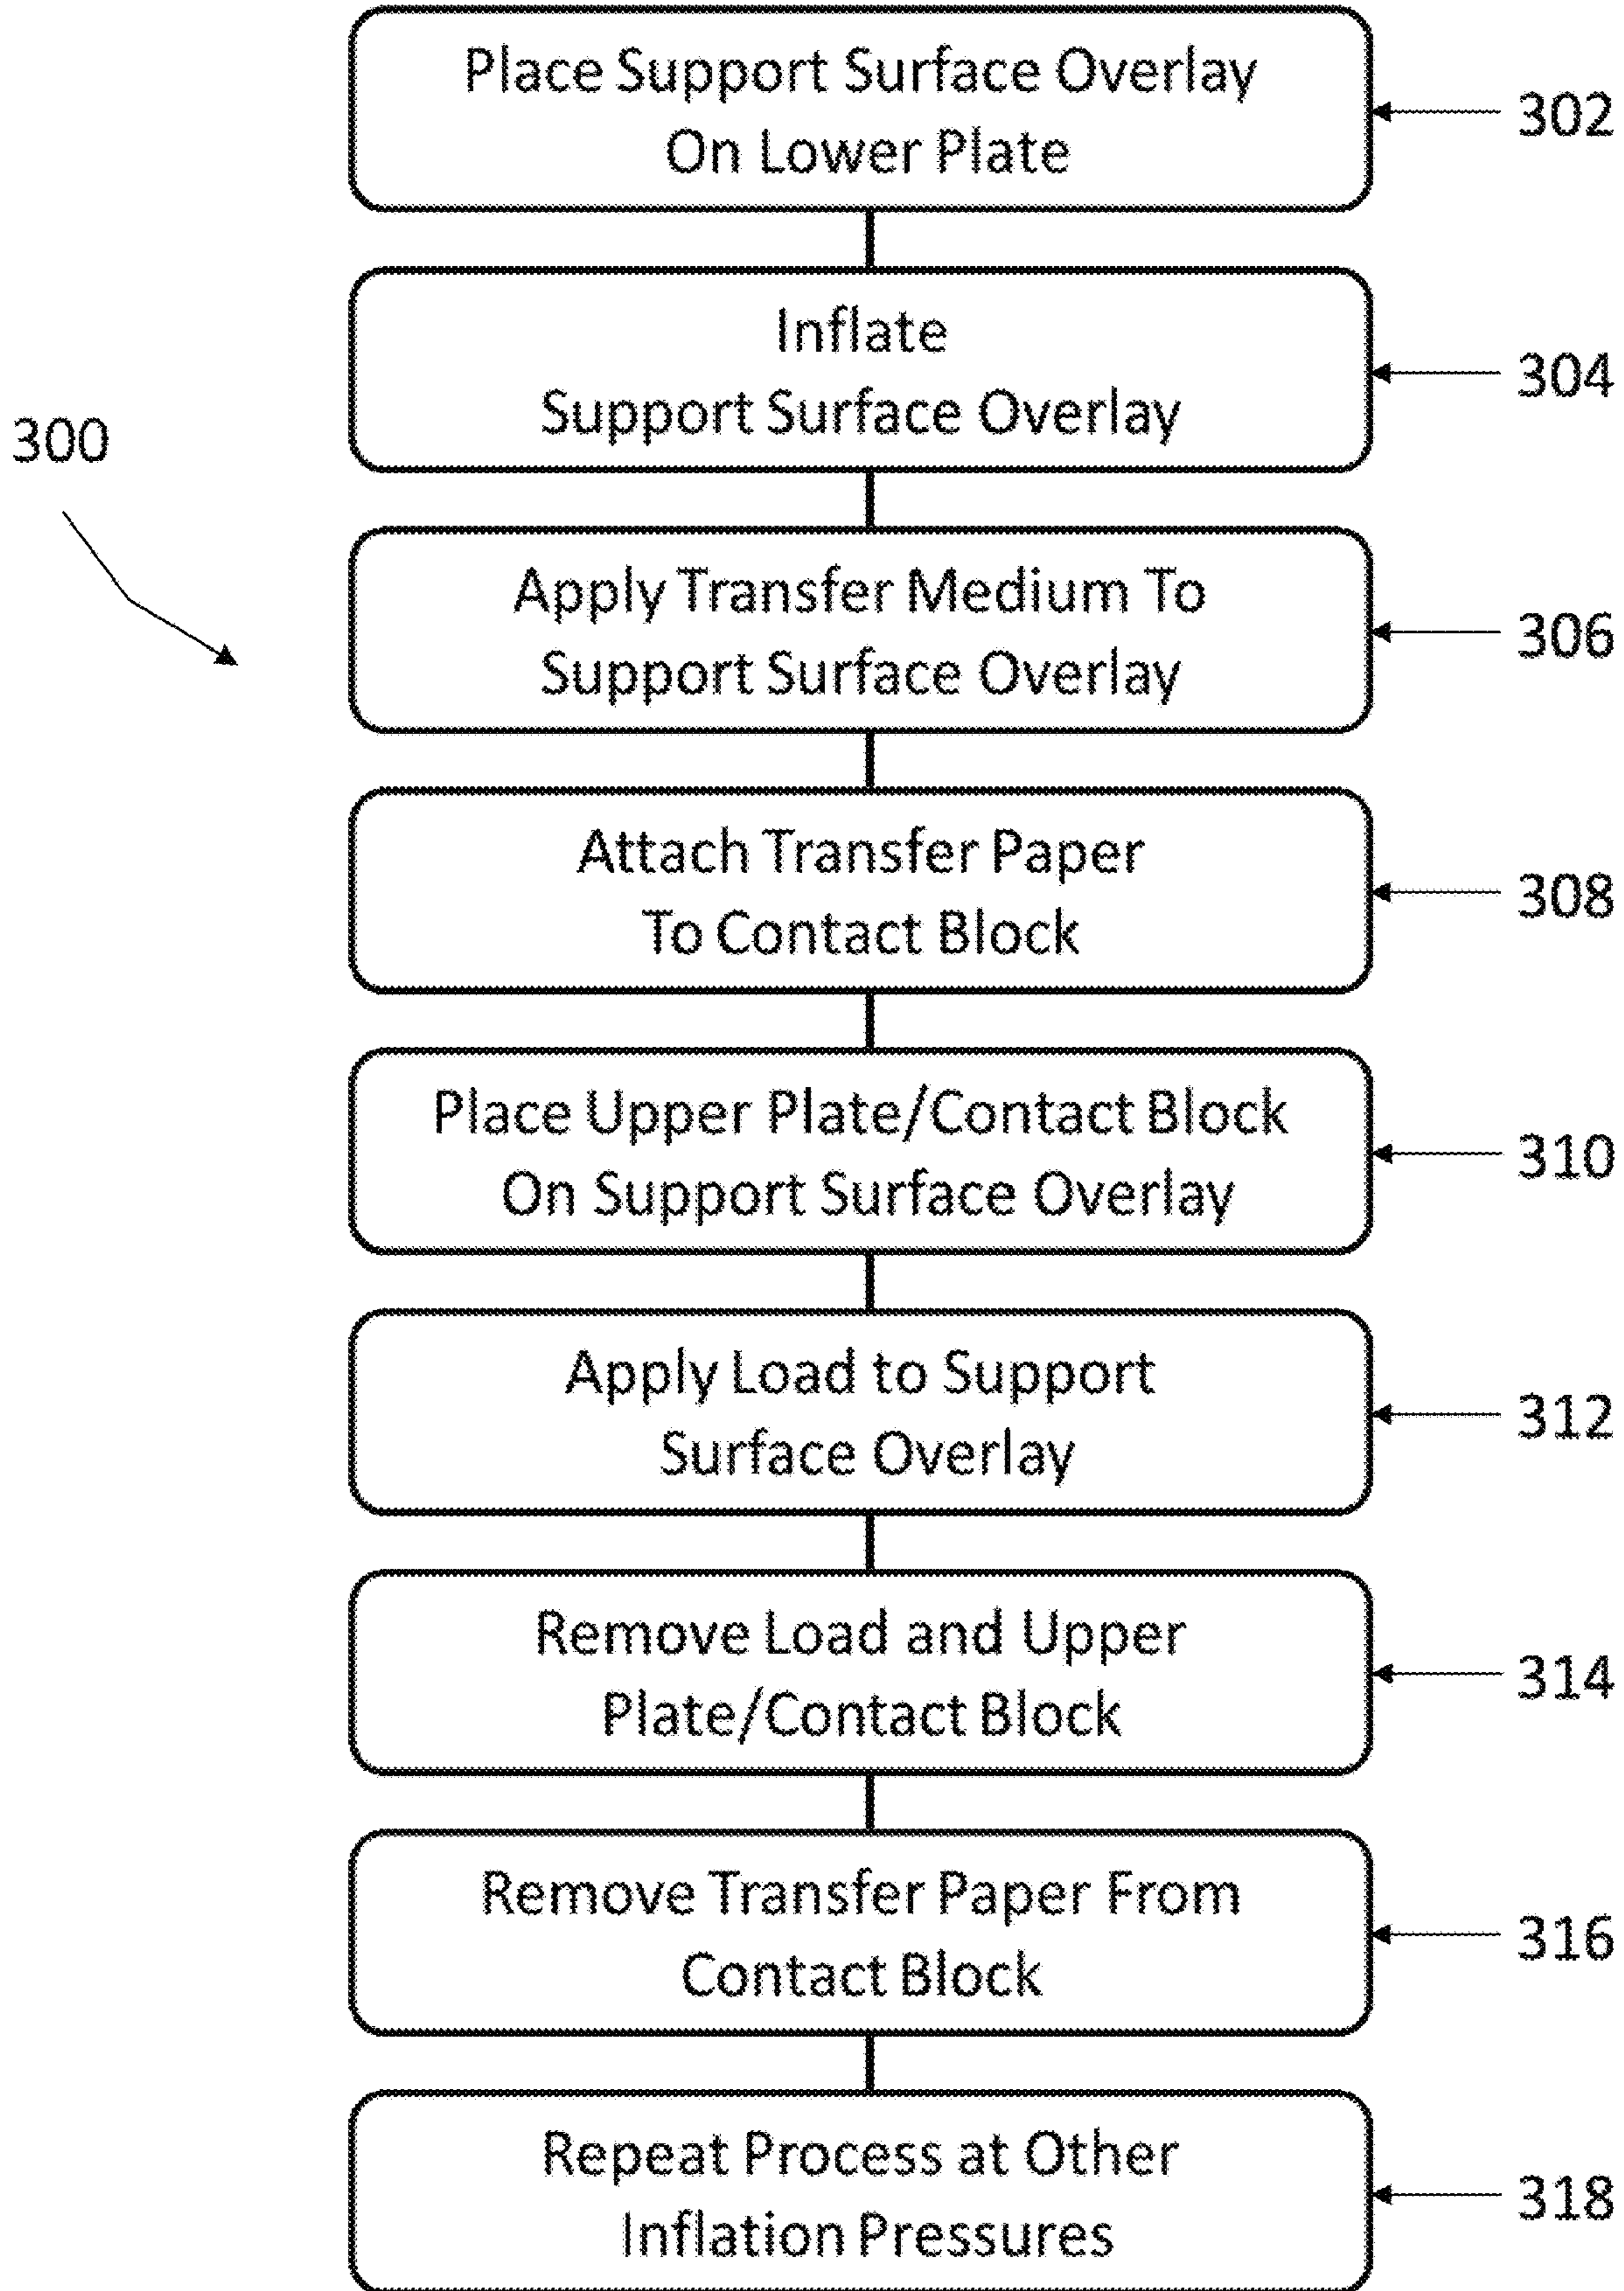 Place Support Surface Overlay
On Lower Plate
302
Inflate
Support Surface Overlay
304
300
Apply Transfer Medium To
Support Surface Overlay
306
Attach Transfer Paper
To Contact Block
308
Place Upper Plate/Contact Block
On Support Surface Overlay
310
Apply Load to Support
Surface Overlay
312
Remove Load and Upper
Plate/Contact Block
314
Remove Transfer Paper From
Contact Block
316
Repeat Process at Other
Inflation Pressures
318